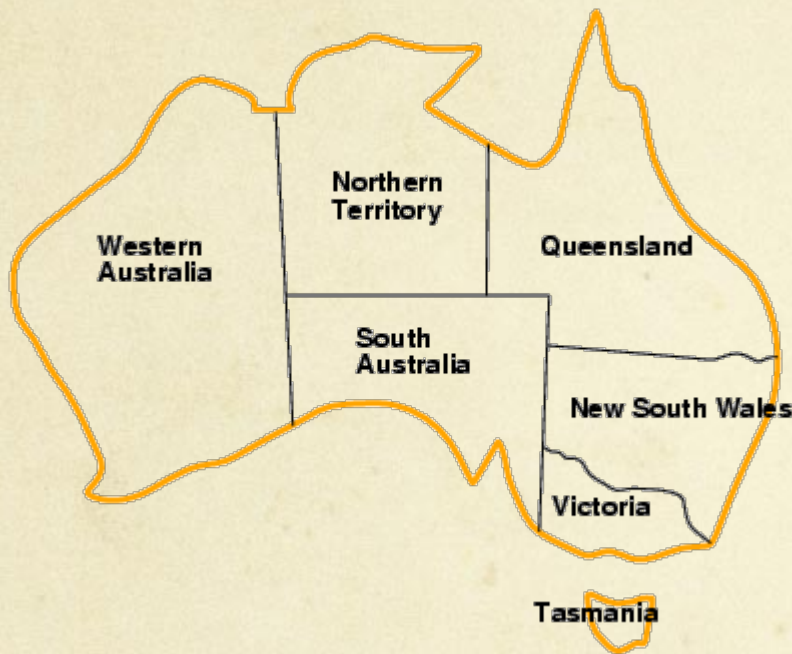 Northern
Territory
Western
Australia
Queensland
South
Australia
New South Wales
Victoria
Tasmania